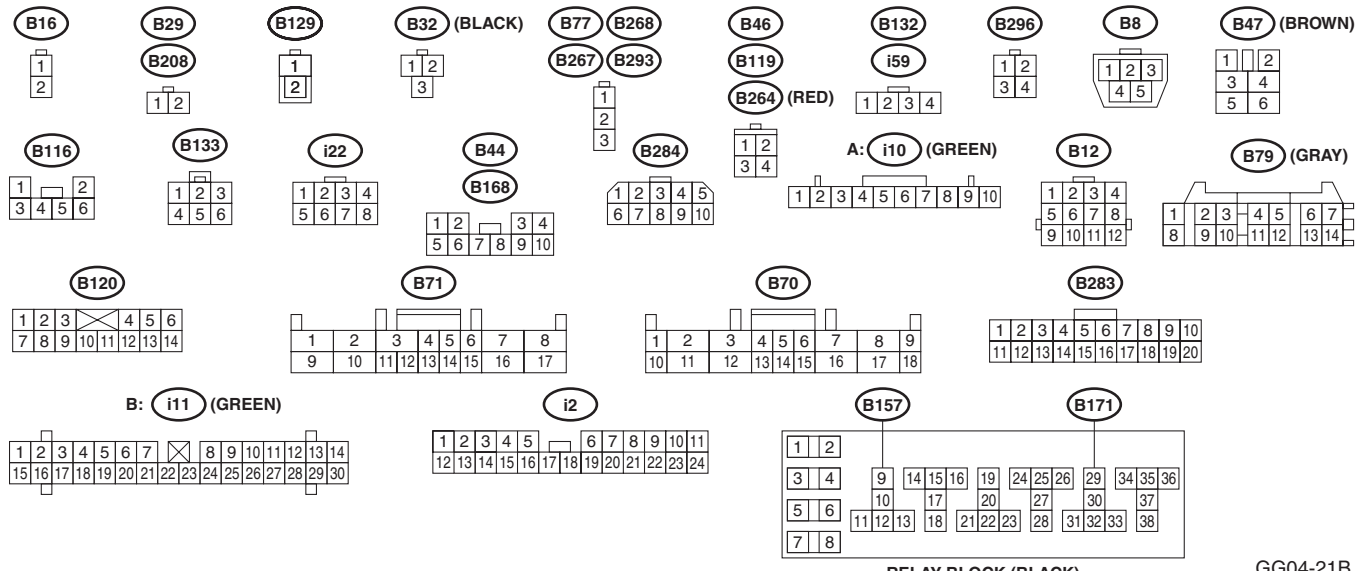 B16 B29 B129 B32 (BLACK) B77 B268 B46 B132 B296 B8 B47 (BROWN)
B208 B267 B293 B119 i59
B264 (RED)
1
2
1 2
1
2
1 2
3
1
2
3
1 2
3 4
1 2 3 4
1 2
3 4
1 2 3
4 5
1 2
3 4
5 6
B116 B133 i22 B44 B284 A: i10 (GREEN) B12 B79 (GRAY)
B168
1 2
3 4 5 6
1 2 3
4 5 6
1 2 3 4
5 6 7 8
1 2 3 4
5 6 7 8 9 10
1 2 3 4 5
6 7 8 9 10
1 2 3 4 5 6 7 8 9 10
1 2 3 4
5 6 7 8
9 10 11 12
1 2 3 4 5 6 7
8 9 10 11 12 13 14
B120 B71 B70 B283
1 2 3 4 5 6
7 8 9 10 11 12 13 14
1 2 3 4 5 6 7 8
9 10 11 12 13 14 15 16 17
1 2 3 4 5 6 7 8 9
10 11 12 13 14 15 16 17 18
1 2 3 4 5 6 7 8 9 10
11 12 13 14 15 16 17 18 19 20
B: i11 (GREEN) i2 B157 B171
1 2 3 4 5 6 7 8 9 10 11 12 13 14
15 16 17 18 19 20 21 22 23 24 25 26 27 28 29 30
1 2 3 4 5 6 7 8 9 10 11
12 13 14 15 16 17 18 19 20 21 22 23 24
1 2
3 4 9 14 15 16 19 24 25 26 29 34 35 36
10 17 20 27 30 37
5 6 11 12 13 18 21 22 23 28 31 32 33 38
7 8
RELAY BLOCK (BLACK)
GG04-21B